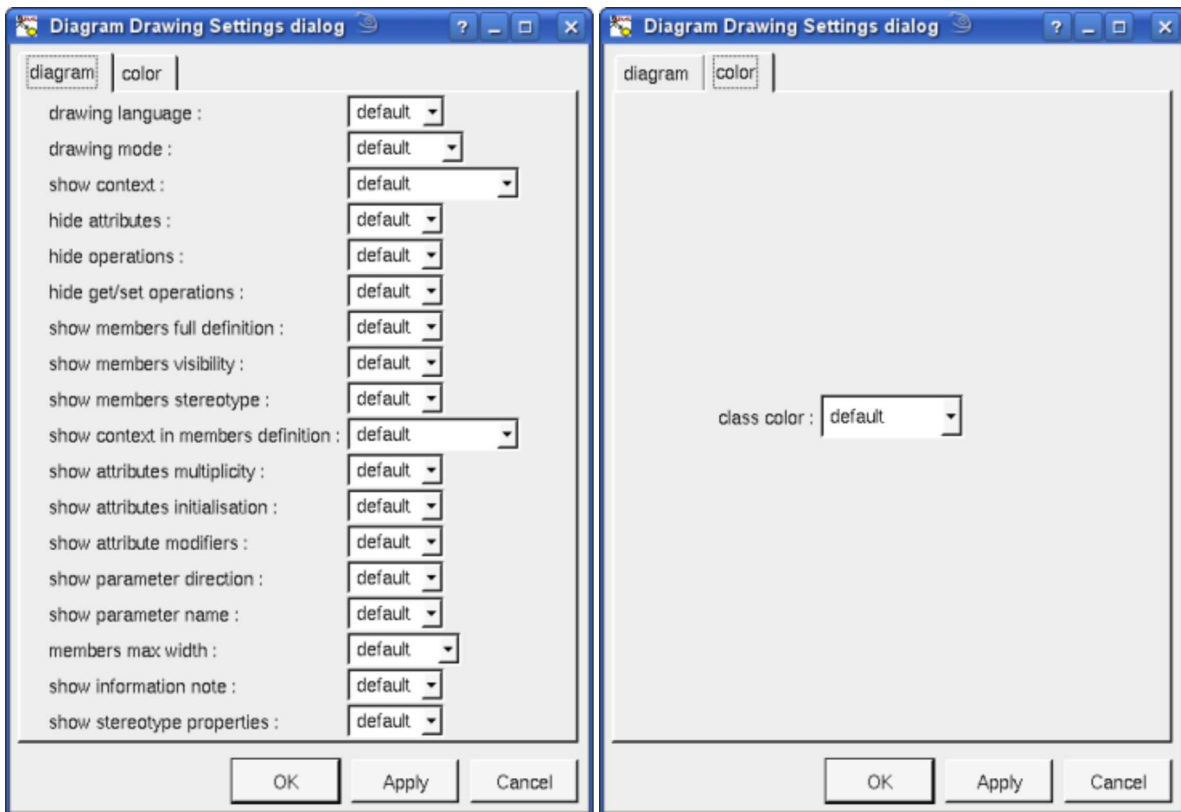 Diagram Drawing Settings dialog ?
diagram color
drawing language : default
drawing mode : default
show context : default
hide attributes : default
hide operations : default
hide get/set operations : default
show members full definition : default
show members visibility : default
show members stereotype : default
show context in members definition : default
show attributes multiplicity : default
show attributes initialisation : default
show attribute modifiers : default
show parameter direction : default
show parameter name : default
members max width : default
show information note : default
show stereotype properties : default
OK Apply Cancel
Diagram Drawing Settings dialog ?
diagram color
class color : default
OK Apply Cancel